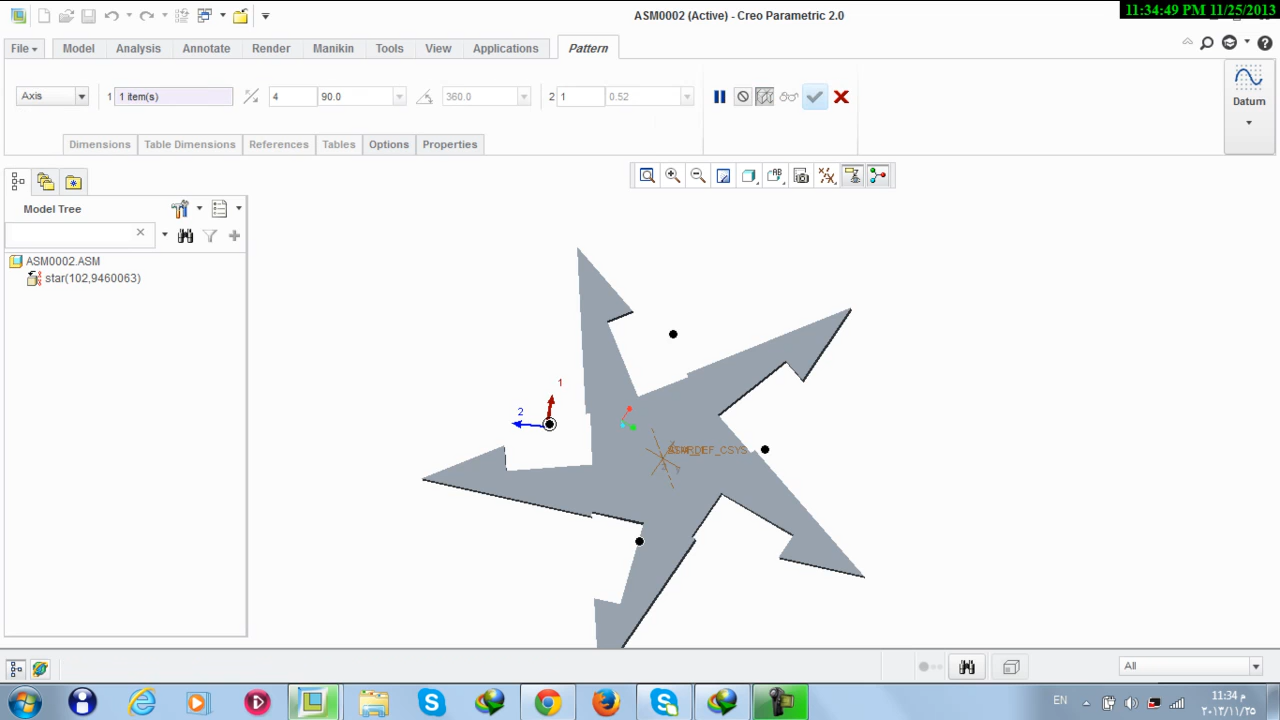 ASM0002 (Active) - Creo Parametric 2.0
11:34:49 PM 11/25/2013
File Model Analysis Annotate Render Manikin Tools View Applications Pattern
Axis 1 1 item(s) 4 90.0 360.0 2 1 0.52
Datum
Dimensions Table Dimensions References Tables Options Properties
Model Tree
ASM0002.ASM
star(102,9460063)
1
2
All
EN
11:34 م
٢٠١٣/١١/٢٥